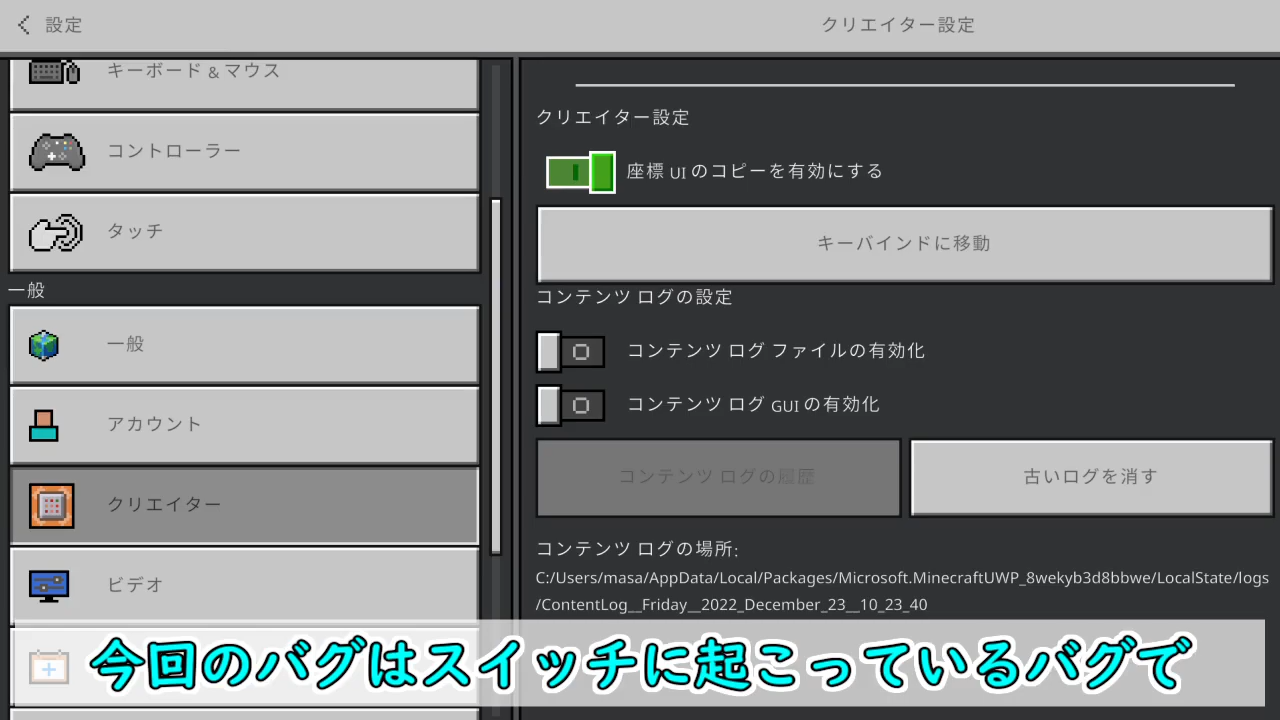 設定
クリエイター設定
キーボード & マウス
コントローラー
タッチ
一般
一般
アカウント
クリエイター
ビデオ
クリエイター設定
座標 UI のコピーを有効にする
キーバインドに移動
コンテンツ ログの設定
コンテンツ ログ ファイルの有効化
コンテンツ ログ GUI の有効化
コンテンツ ログの履歴
古いログを消す
コンテンツ ログの場所:
C:/Users/masa/AppData/Local/Packages/Microsoft.MinecraftUWP_8wekyb3d8bbwe/LocalState/logs
/ContentLog__Friday__2022_December_23__10_23_40
今回のバグはスイッチに起こっているバグで